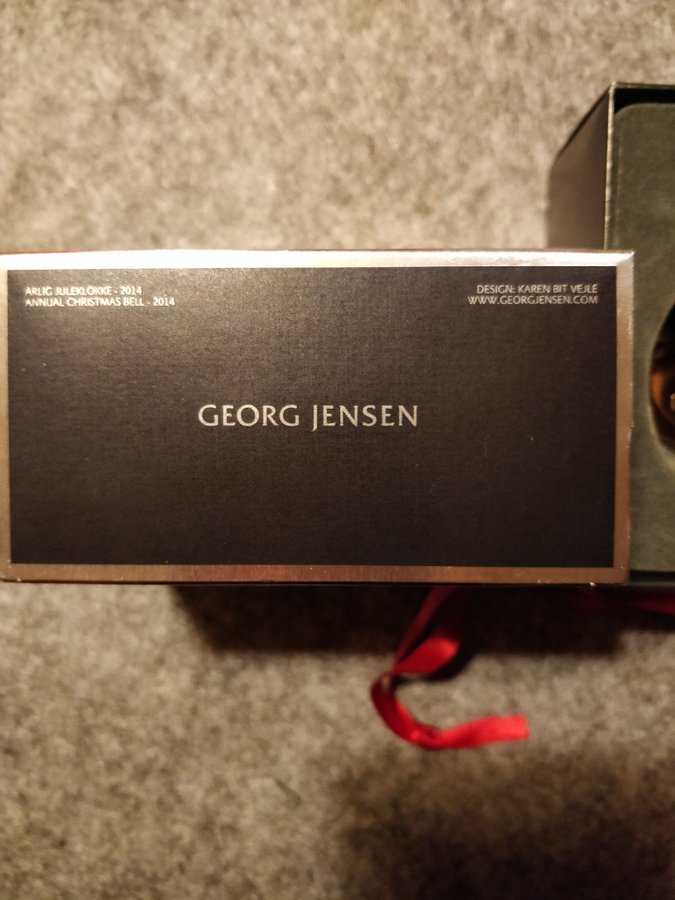 ÅRLIG JULEKLOKKE - 2014
ANNUAL CHRISTMAS BELL - 2014
DESIGN: KAREN BIT VEJLE
WWW.GEORGJENSEN.COM
GEORG JENSEN